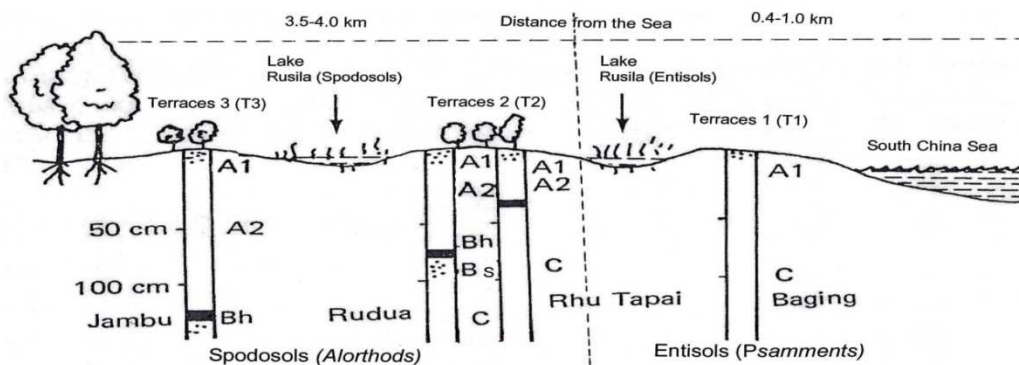 3.5-4.0 km
Distance from the Sea
0.4-1.0 km
Lake
Rusila (Spodosols)
Lake
Rusila (Entisols)
Terraces 3 (T3)
Terraces 2 (T2)
Terraces 1 (T1)
South China Sea
A1
A1
A1
A1
A2
A2
50 cm
A2
Bh
Bs
C
C
100 cm
Jambu
Bh
Rudua
C
Rhu Tapai
Baging
Spodosols (Alorthods)
Entisols (Psamments)